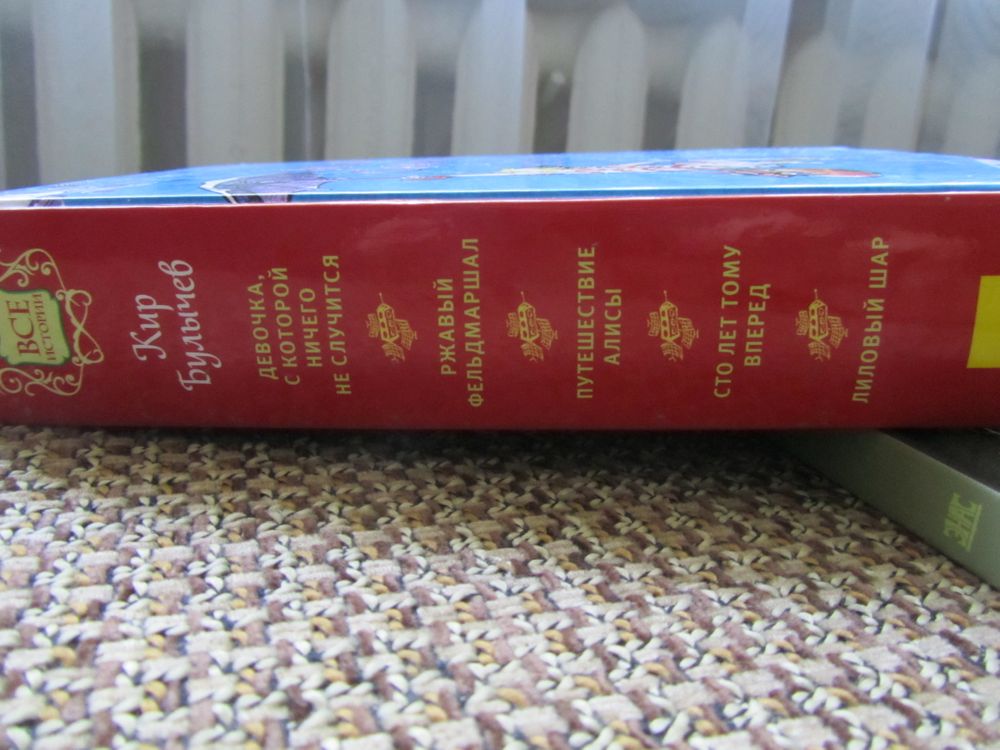 ВСЕ
ИСТОРИИ
Кир
Булычев
ДЕВОЧКА,
С КОТОРОЙ
НИЧЕГО
НЕ СЛУЧИТСЯ
РЖАВЫЙ
ФЕЛЬДМАРШАЛ
ПУТЕШЕСТВИЕ
АЛИСЫ
СТО ЛЕТ ТОМУ
ВПЕРЕД
ЛИЛОВЫЙ ШАР